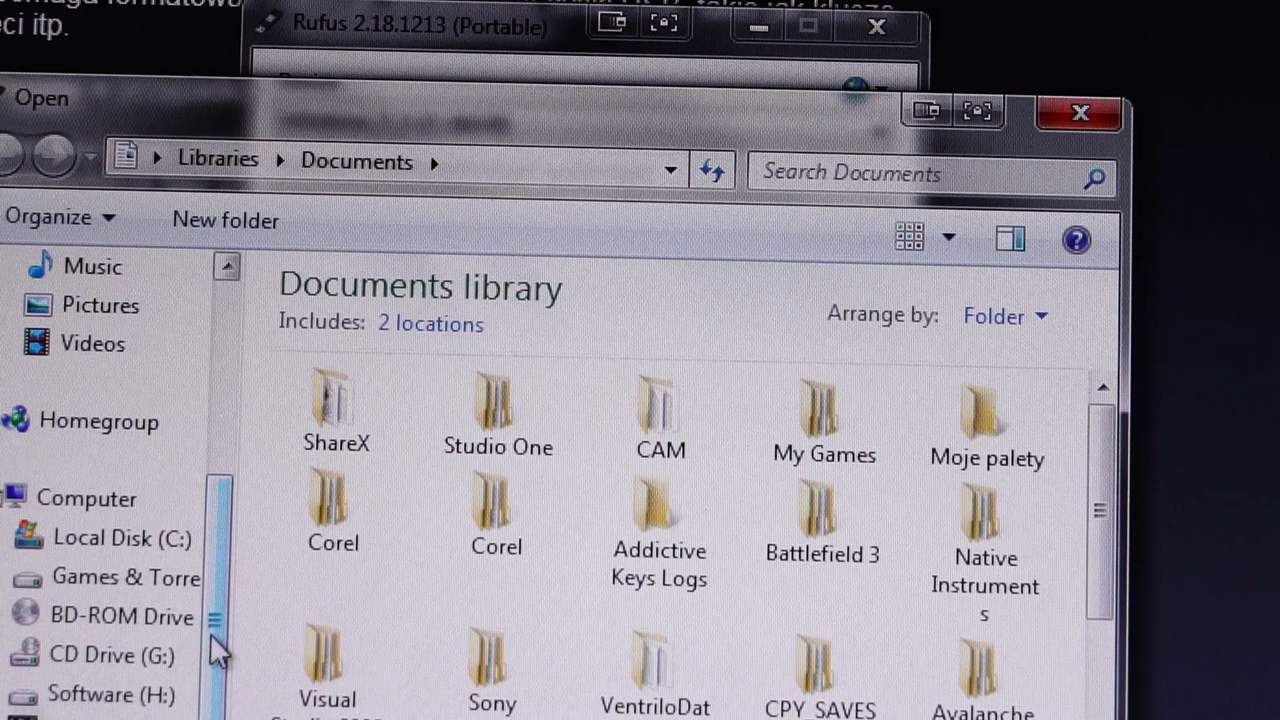 ci itp.
Rufus 2.18.1213 (Portable)
Open
Libraries Documents
Search Documents
Organize
New folder
Music
Pictures
Videos
Homegroup
Computer
Local Disk (C:)
Games & Torre
BD-ROM Drive
CD Drive (G:)
Software (H:)
Documents library
Includes: 2 locations
Arrange by: Folder
ShareX
Studio One
CAM
My Games
Moje palety
Corel
Corel
Addictive
Keys Logs
Battlefield 3
Native
Instrument
s
Visual
Sony
VentriloDat
CPY_SAVES
Avalanche